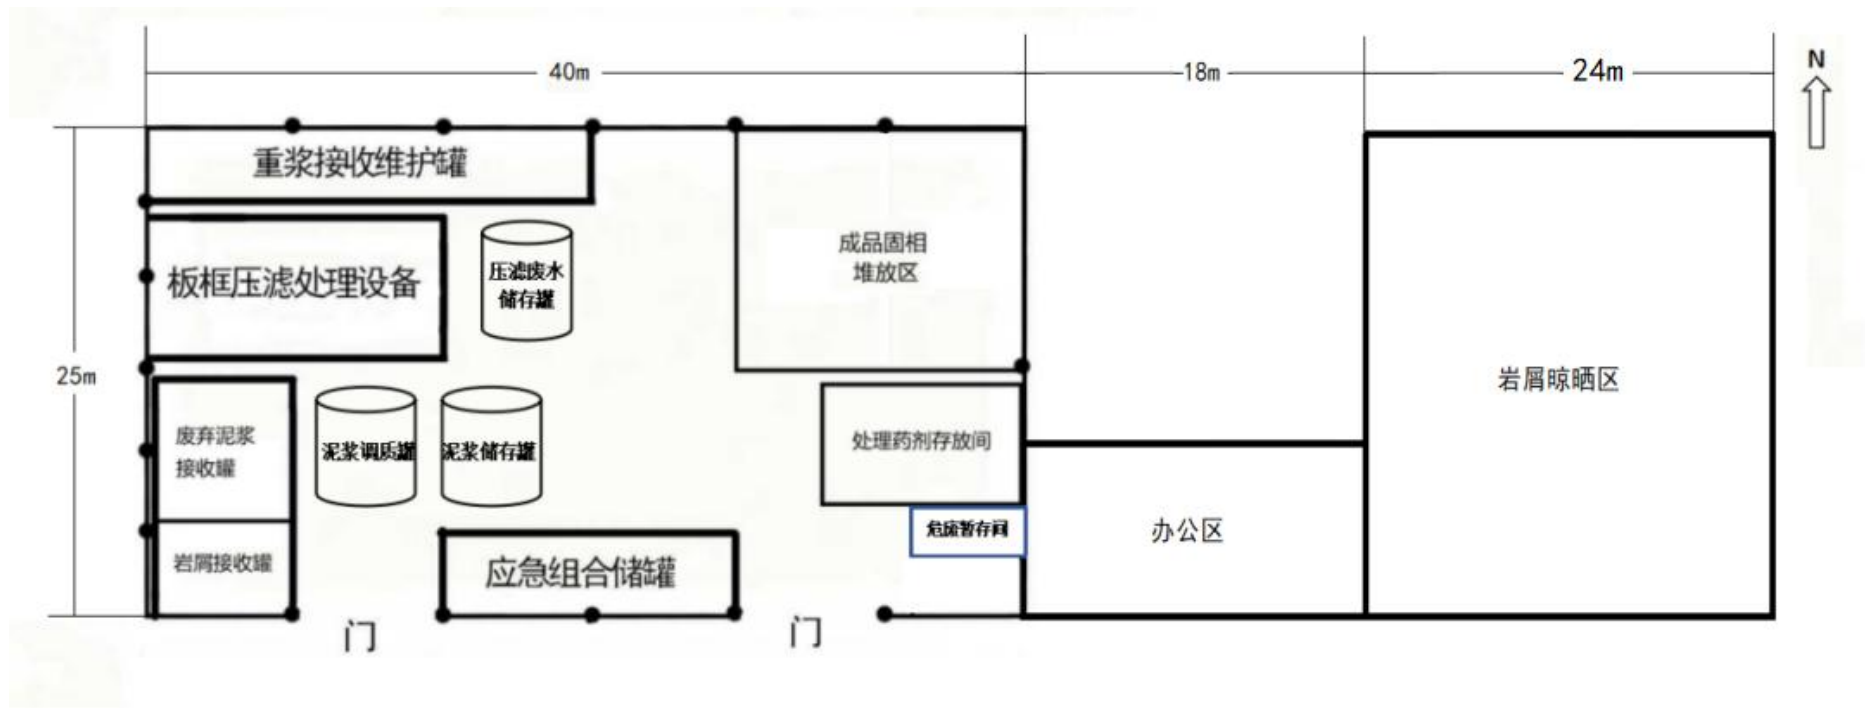 40m
18m
24m
N
重浆接收维护罐
成品固相
堆放区
压滤废水
储存罐
板框压滤处理设备
25m
岩屑晾晒区
废弃泥浆
接收罐
泥浆调质罐
泥浆储存罐
处理药剂存放间
危废暂存间
办公区
岩屑接收罐
应急组合储罐
门
门